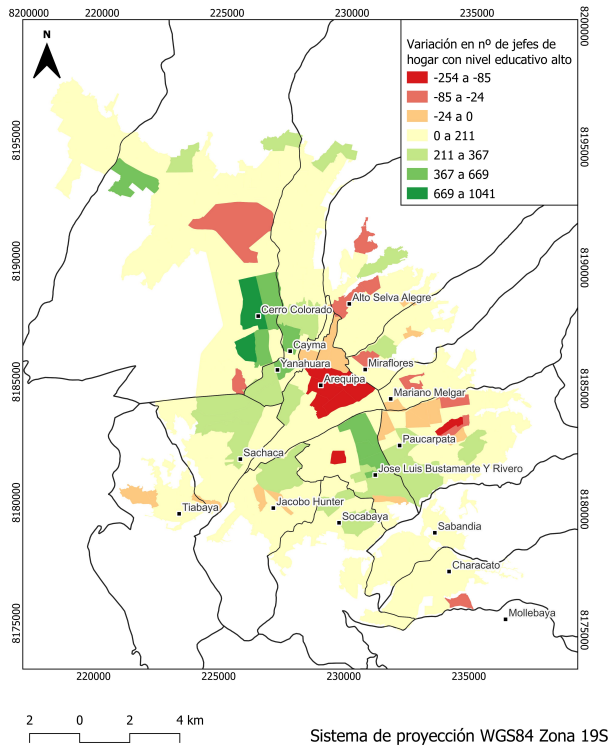 220000 225000 230000 235000
8200000
8200000
N
Variación en nº de jefes de
hogar con nivel educativo alto
-254 a -85
-85 a -24
-24 a 0
0 a 211
211 a 367
367 a 669
669 a 1041
8195000
8195000
8190000
8190000
Alto Selva Alegre
Cerro Colorado
Cayma
Yanahuara
Miraflores
8185000
8185000
Arequipa
Mariano Melgar
Paucarpata
Sachaca
Jose Luis Bustamante Y Rivero
8180000
8180000
Tiabaya
Jacobo Hunter
Socabaya
Sabandia
Characato
Mollebaya
8175000
8175000
220000 225000 230000 235000
2 0 2 4 km
Sistema de proyección WGS84 Zona 19S